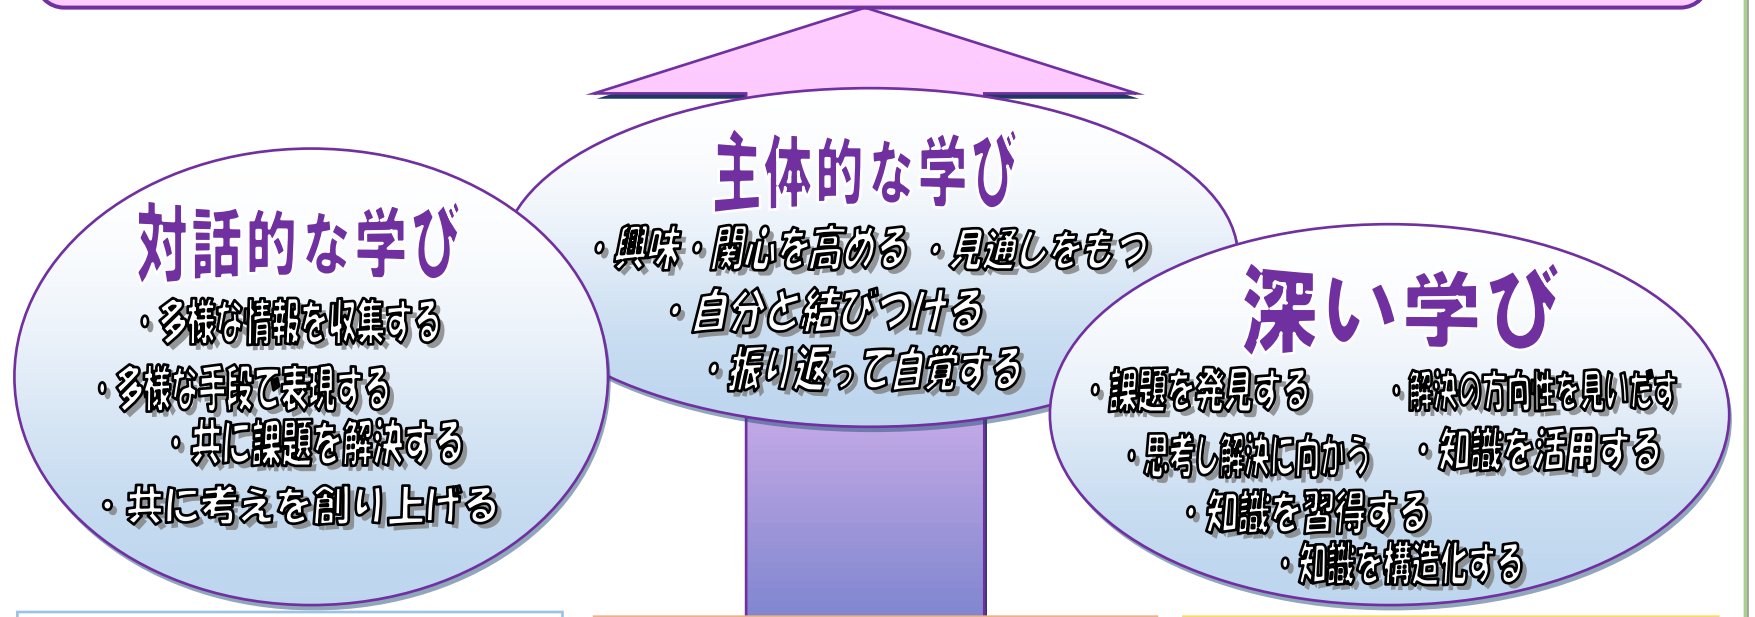 対話的な学び
・多様な情報を収集する
・多様な手段で表現する
・共に課題を解決する
・共に考えを創り上げる
主体的な学び
・興味・関心を高める ・見通しをもつ
・自分と結びつける
・振り返って自覚する
深い学び
・課題を発見する ・解決の方向性を見いだす
・思考し解決に向かう ・知識を活用する
・知識を習得する
・知識を構造化する